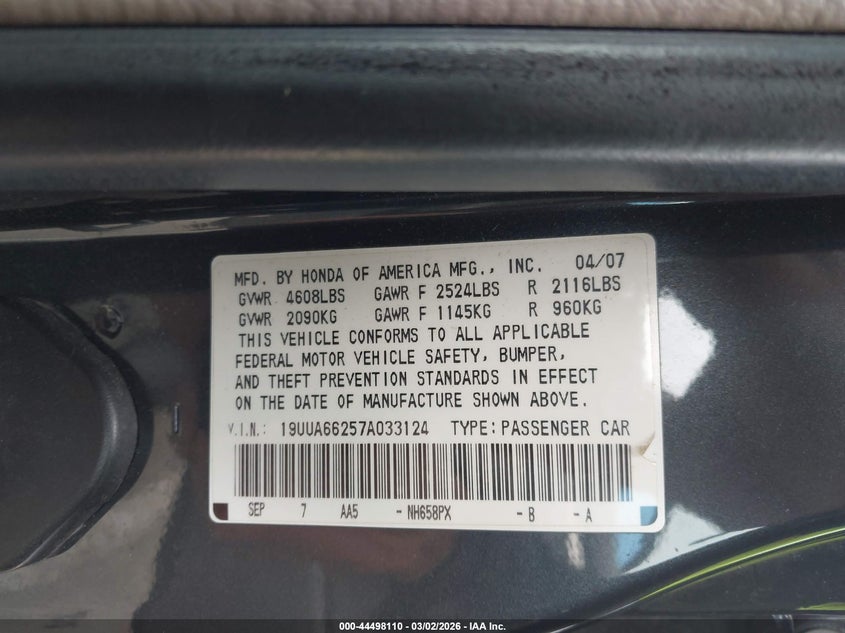 MFD. BY HONDA OF AMERICA MFG., INC. 04/07
GVWR 4608LBS GAWR F 2524LBS R 2116LBS
GVWR 2090KG GAWR F 1145KG R 960KG
THIS VEHICLE CONFORMS TO ALL APPLICABLE
FEDERAL MOTOR VEHICLE SAFETY, BUMPER,
AND THEFT PREVENTION STANDARDS IN EFFECT
ON THE DATE OF MANUFACTURE SHOWN ABOVE.
V.I.N.: 19UUA66257A033124 TYPE: PASSENGER CAR
SEP 7 AA5 - NH658PX - B - A
000-44498110 - 03/02/2026 - IAA Inc.